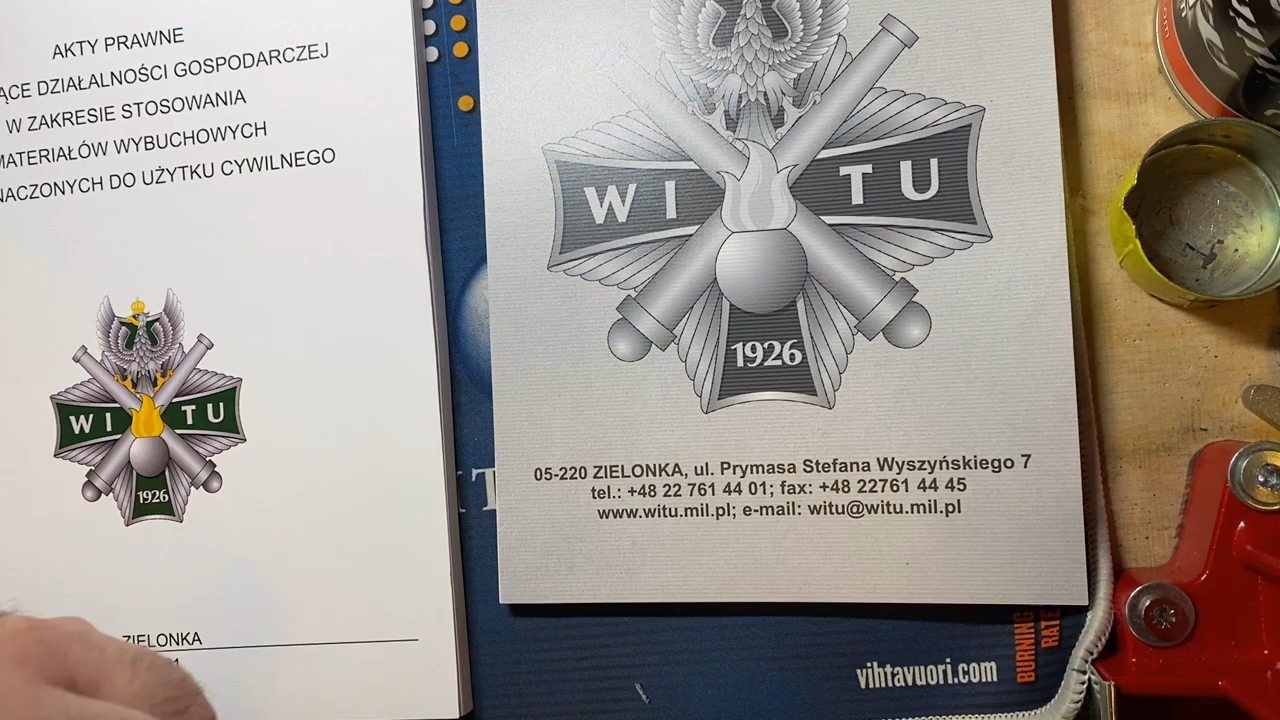 AKTY PRAWNE
DZIAŁALNOŚCI GOSPODARCZEJ
W ZAKRESIE STOSOWANIA
MATERIAŁÓW WYBUCHOWYCH
DO UŻYTKU CYWILNEGO
WI TU
1926
ZIELONKA
WI TU
1926
05-220 ZIELONKA, ul. Prymasa Stefana Wyszyńskiego 7
tel.: +48 22 761 44 01; fax: +48 22761 44 45
www.witu.mil.pl; e-mail: witu@witu.mil.pl
vihtavuori.com
BURNING
RATE